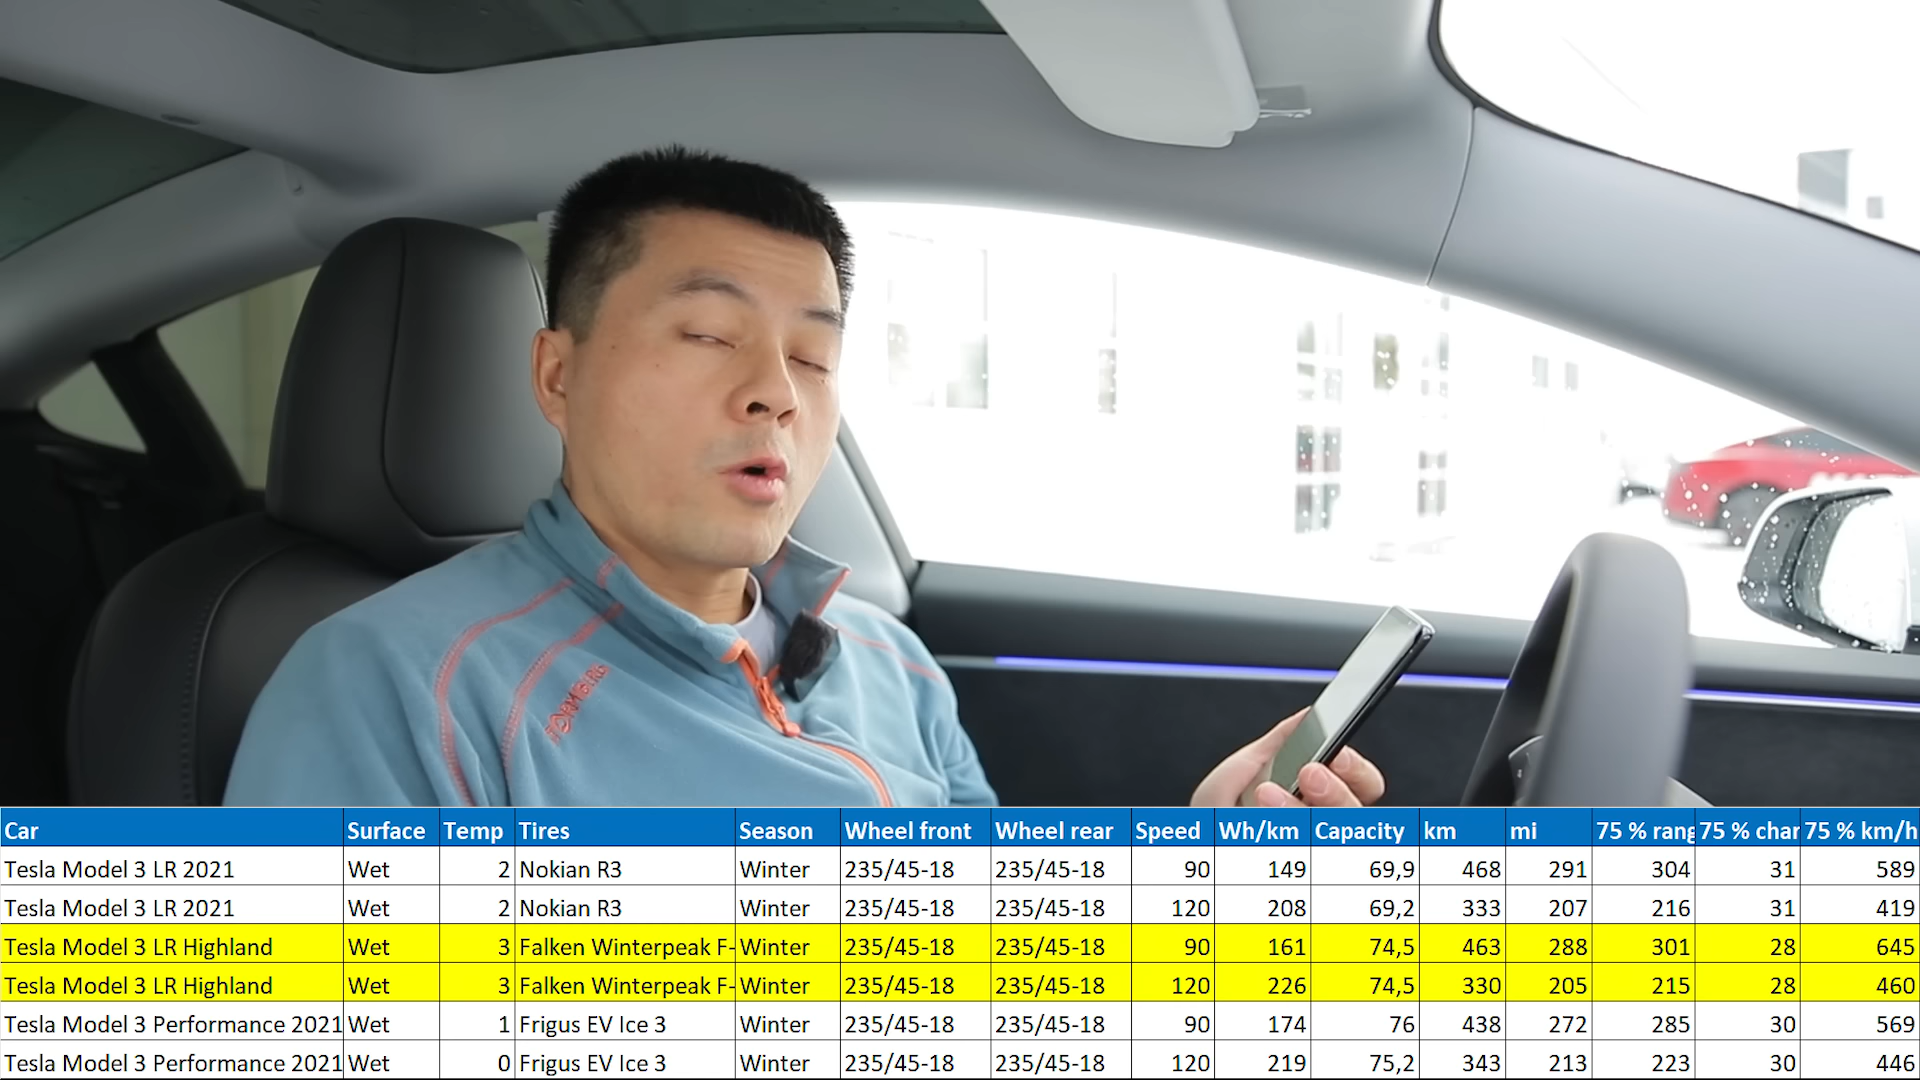 Car Surface Temp Tires Season Wheel front Wheel rear Speed Wh/km Capacity km mi 75 % rang 75 % char 75 % km/h
Tesla Model 3 LR 2021 Wet 2 Nokian R3 Winter 235/45-18 235/45-18 90 149 69,9 468 291 304 31 589
Tesla Model 3 LR 2021 Wet 2 Nokian R3 Winter 235/45-18 235/45-18 120 208 69,2 333 207 216 31 419
Tesla Model 3 LR Highland Wet 3 Falken Winterpeak F- Winter 235/45-18 235/45-18 90 161 74,5 463 288 301 28 645
Tesla Model 3 LR Highland Wet 3 Falken Winterpeak F- Winter 235/45-18 235/45-18 120 226 74,5 330 205 215 28 460
Tesla Model 3 Performance 2021 Wet 1 Frigus EV Ice 3 Winter 235/45-18 235/45-18 90 174 76 438 272 285 30 569
Tesla Model 3 Performance 2021 Wet 0 Frigus EV Ice 3 Winter 235/45-18 235/45-18 120 219 75,2 343 213 223 30 446